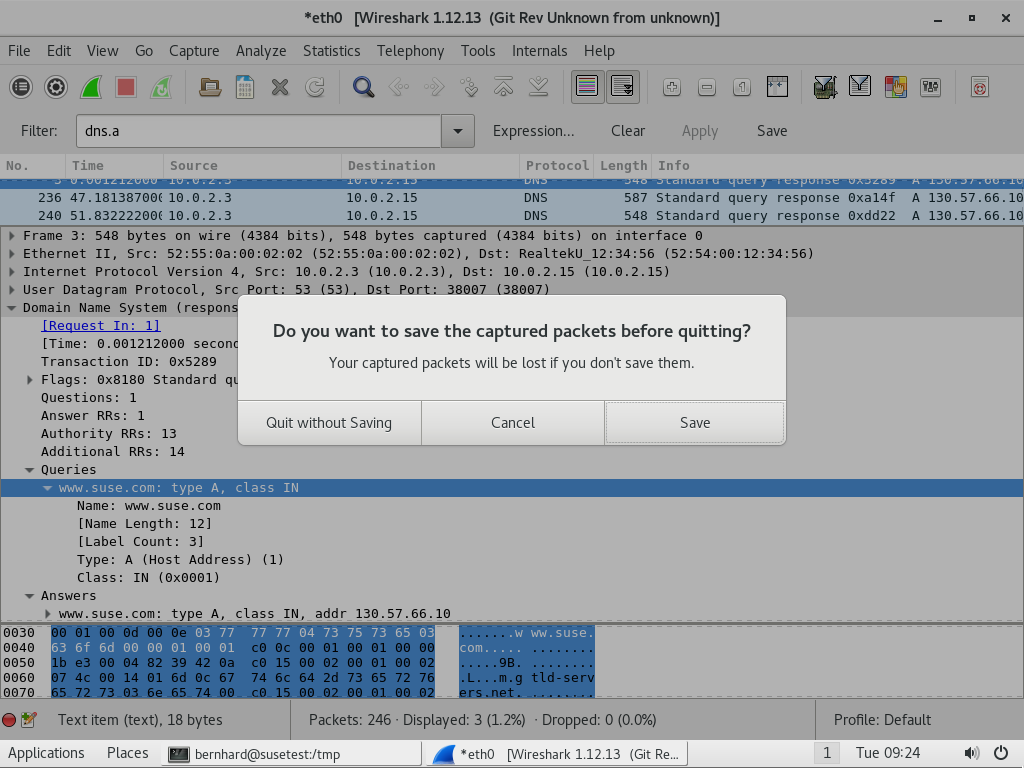 *eth0   [Wireshark 1.12.13  (Git Rev Unknown from unknown)]
File Edit View Go Capture Analyze Statistics Telephony Tools Internals Help
Filter: dns.a Expression... Clear Apply Save
No. Time Source Destination Protocol Length Info
3 0.001212000 10.0.2.3 10.0.2.15 DNS 548 Standard query response 0x5289  A 130.57.66.10
236 47.181387000 10.0.2.3 10.0.2.15 DNS 587 Standard query response 0xa14f  A 130.57.66.10
240 51.832222000 10.0.2.3 10.0.2.15 DNS 548 Standard query response 0xdd22  A 130.57.66.10
Frame 3: 548 bytes on wire (4384 bits), 548 bytes captured (4384 bits) on interface 0
Ethernet II, Src: 52:55:0a:00:02:02 (52:55:0a:00:02:02), Dst: RealtekU_12:34:56 (52:54:00:12:34:56)
Internet Protocol Version 4, Src: 10.0.2.3 (10.0.2.3), Dst: 10.0.2.15 (10.0.2.15)
User Datagram Protocol, Src Port: 53 (53), Dst Port: 38007 (38007)
Domain Name System (respons
[Request In: 1]
[Time: 0.001212000 secon
Transaction ID: 0x5289
Flags: 0x8180 Standard qu
Questions: 1
Answer RRs: 1
Authority RRs: 13
Additional RRs: 14
Queries
www.suse.com: type A, class IN
Name: www.suse.com
[Name Length: 12]
[Label Count: 3]
Type: A (Host Address) (1)
Class: IN (0x0001)
Answers
www.suse.com: type A, class IN, addr 130.57.66.10
Do you want to save the captured packets before quitting?
Your captured packets will be lost if you don't save them.
Quit without Saving Cancel Save
0030 00 01 00 0d 00 0e 03 77  77 77 04 73 75 73 65 03 .......w ww.suse.
0040 63 6f 6d 00 00 01 00 01  c0 0c 00 01 00 01 00 00 com..... ........
0050 1b e3 00 04 82 39 42 0a  c0 15 00 02 00 01 00 02 .....9B. ........
0060 07 4c 00 14 01 6d 0c 67  74 6c 64 2d 73 65 72 76 .L...m.g tld-serv
0070 65 72 73 03 6e 65 74 00  c0 15 00 02 00 01 00 02 ers.net. ........
Text item (text), 18 bytes Packets: 246 · Displayed: 3 (1.2%)  · Dropped: 0 (0.0%) Profile: Default
Applications Places bernhard@susetest:/tmp *eth0   [Wireshark 1.12.13  (Git Re... 1 Tue 09:24